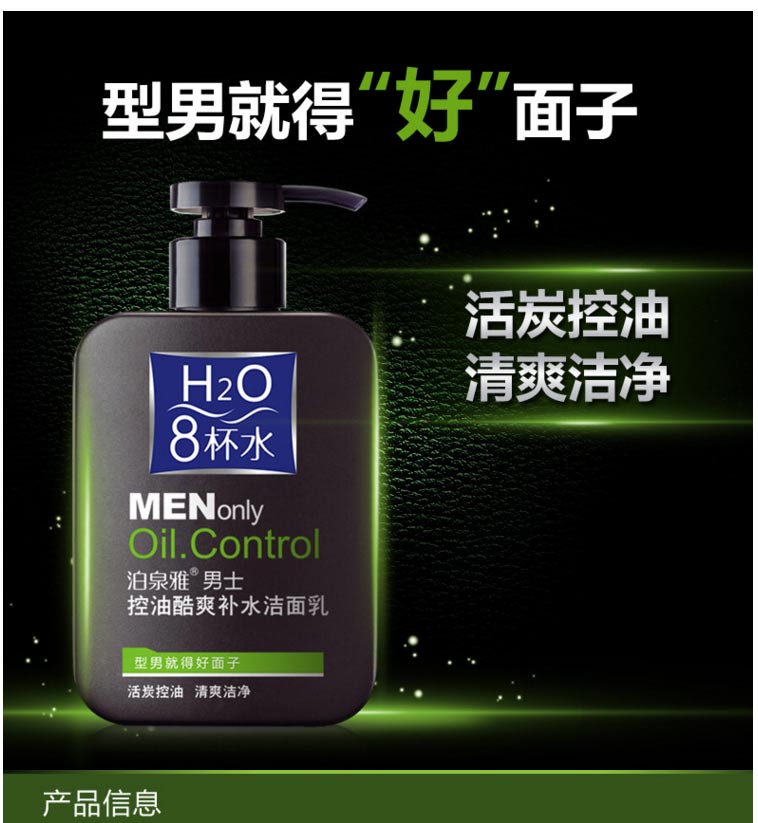 型男就得“好”面子
活炭控油
清爽洁净
H2O
8杯水
MENonly
Oil.Control
泊泉雅®男士
控油酷爽补水洁面乳
型男就得好面子
活炭控油 清爽洁净
产品信息